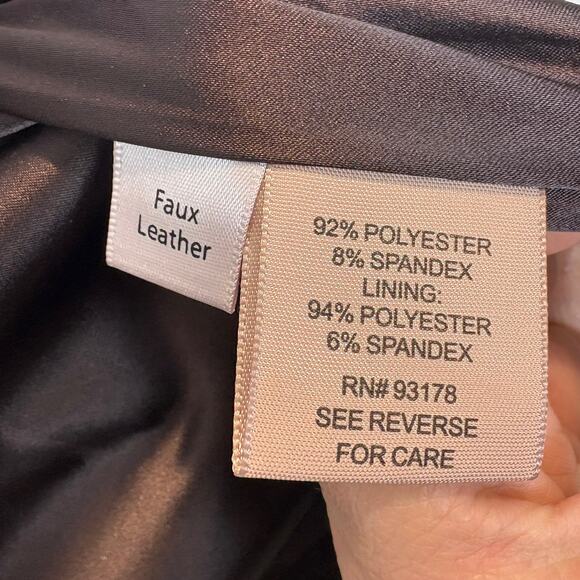 Faux
Leather
92% POLYESTER
8% SPANDEX
LINING:
94% POLYESTER
6% SPANDEX
RN# 93178
SEE REVERSE
FOR CARE